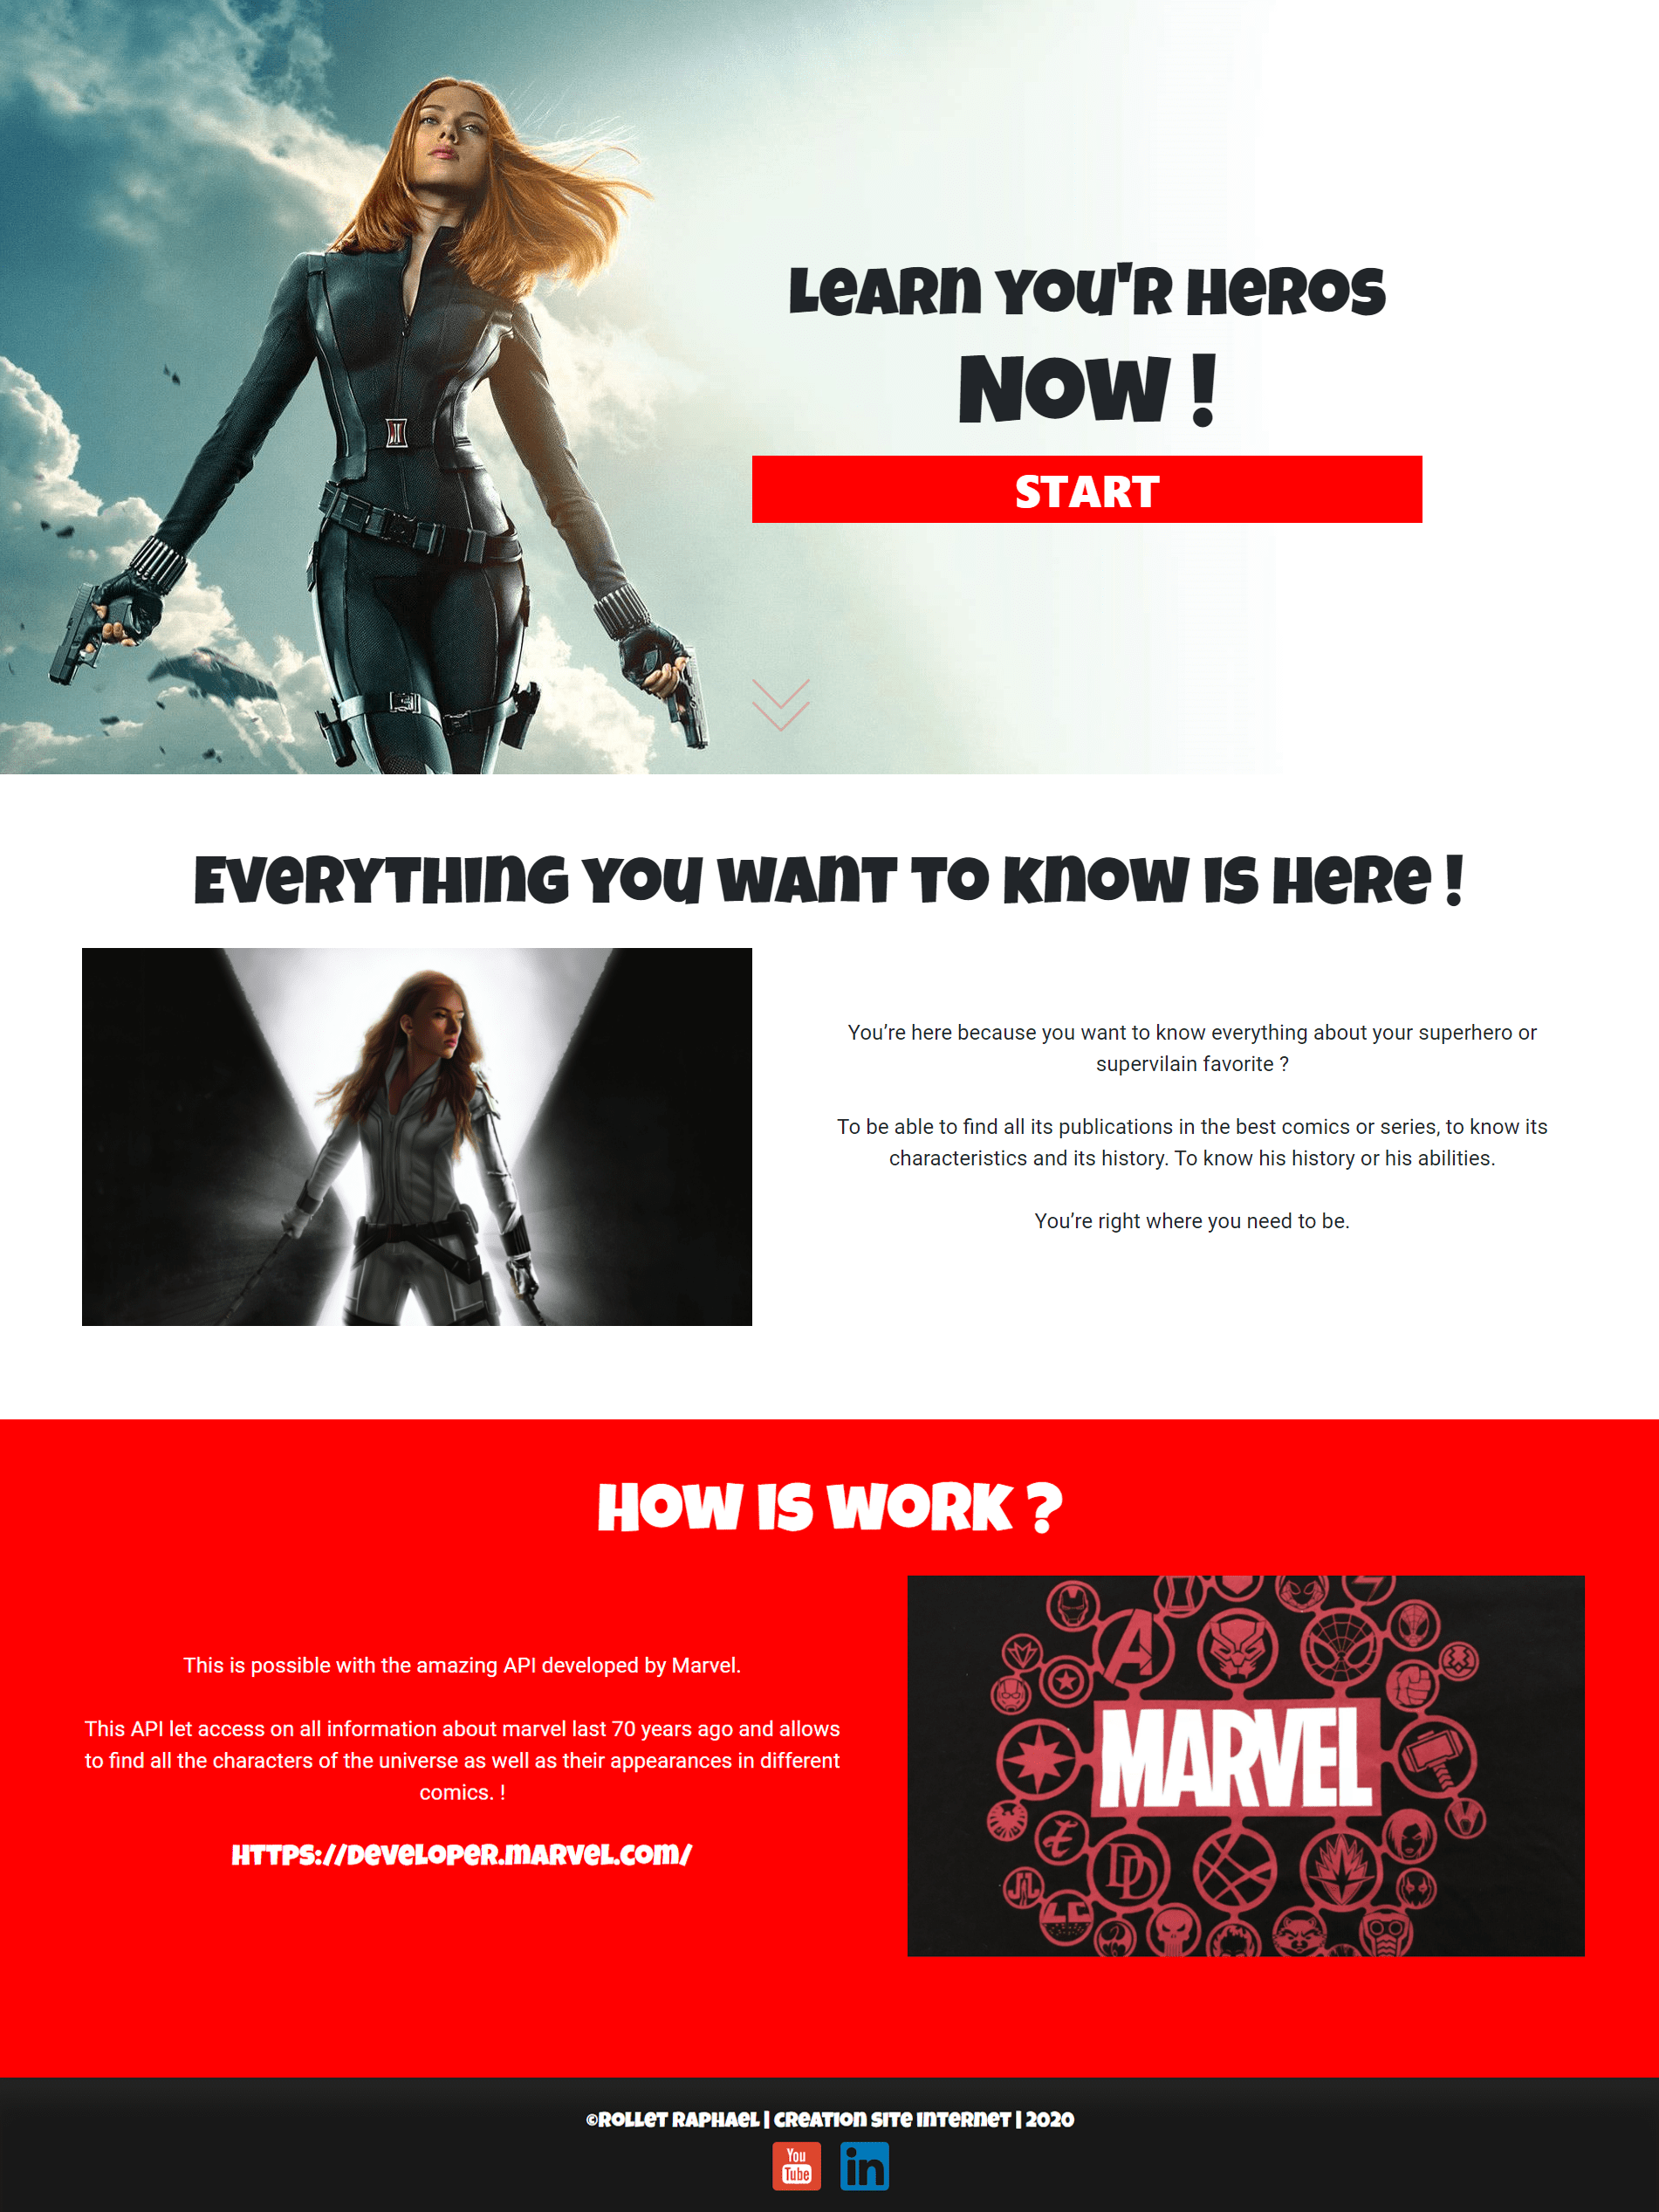 Learn you'r heros
Now !
START
Everything you want to know is here !
You’re here because you want to know everything about your superhero or
supervilain favorite ?
To be able to find all its publications in the best comics or series, to know its
characteristics and its history. To know his history or his abilities.
You’re right where you need to be.
How is work ?
This is possible with the amazing API developed by Marvel.
This API let access on all information about marvel last 70 years ago and allows
to find all the characters of the universe as well as their appearances in different
comics. !
https://developer.marvel.com/
MARVEL
DD
JL
LC
©Rollet Raphael | Creation site internet | 2020
You
Tube
in